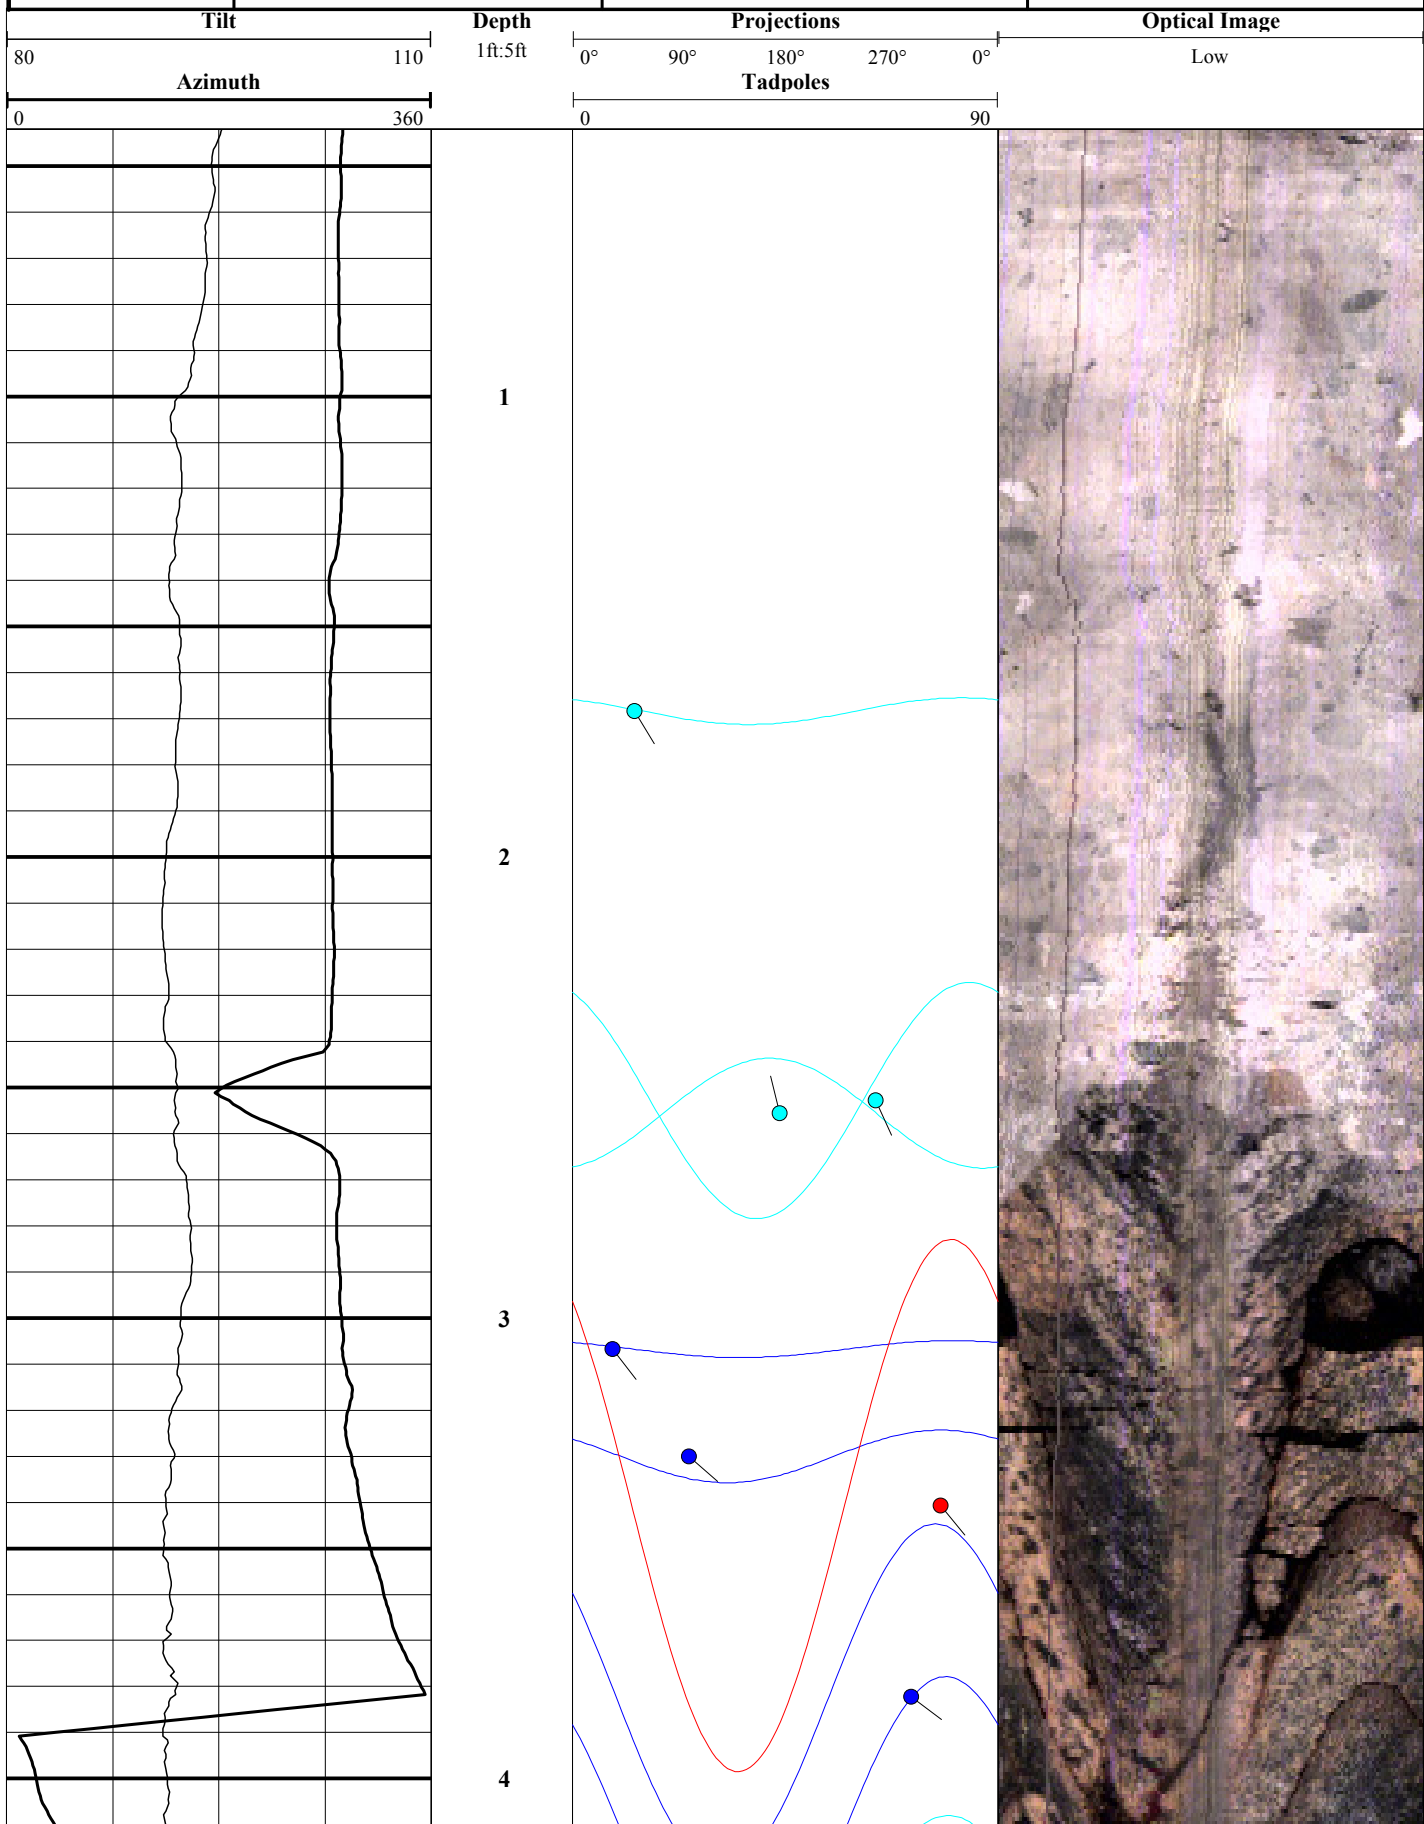 Tilt Depth Projections Optical Image
80 110 1ft:5ft 0° 90° 180° 270° 0° Low
Azimuth Tadpoles
0 360 0 90
1
2
3
4